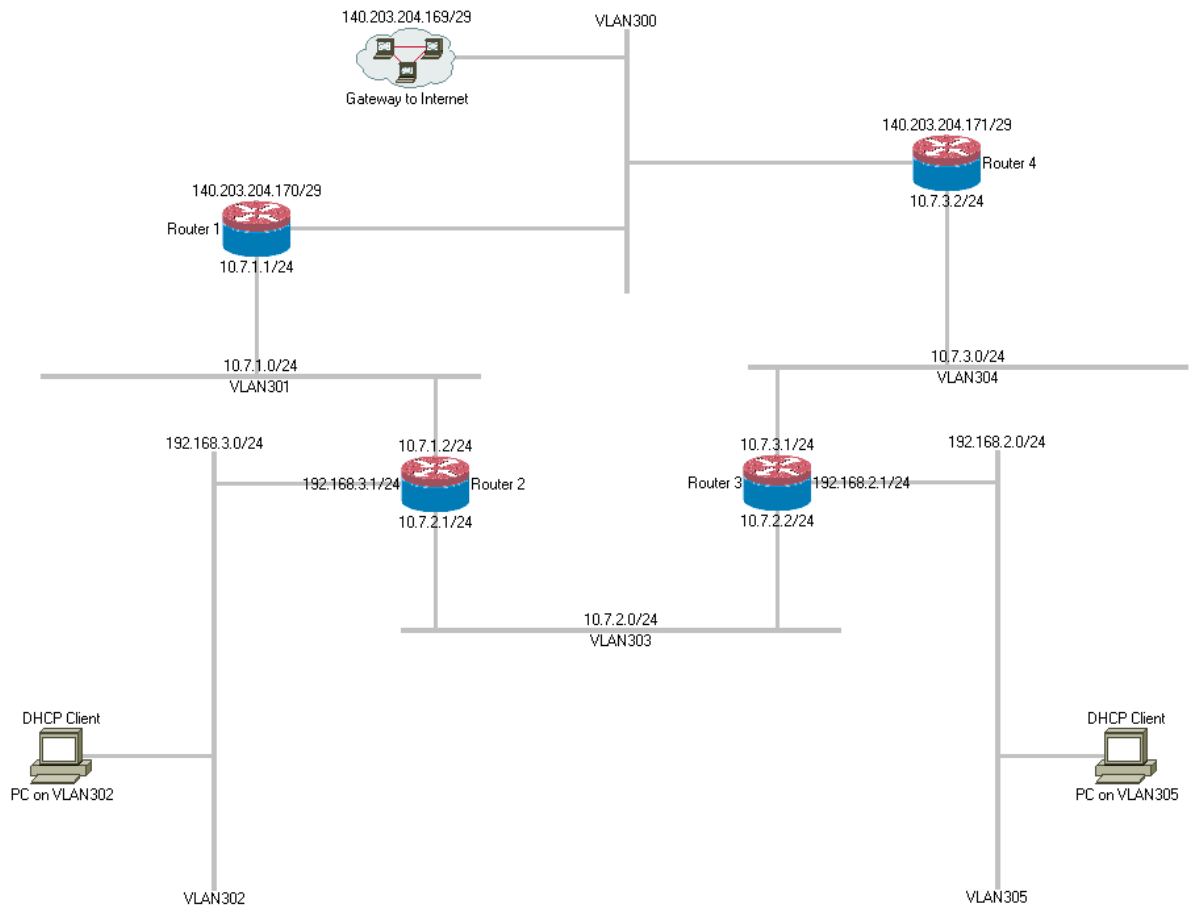 140.203.204.169/29
VLAN300
Gateway to Internet
140.203.204.171/29
Router 4
10.7.3.2/24
140.203.204.170/29
Router 1
10.7.1.1/24
10.7.1.0/24
VLAN301
10.7.3.0/24
VLAN304
192.168.3.0/24
10.7.1.2/24
192.168.3.1/24
Router 2
10.7.2.1/24
10.7.3.1/24
Router 3
192.168.2.1/24
10.7.2.2/24
192.168.2.0/24
10.7.2.0/24
VLAN303
DHCP Client
PC on VLAN302
DHCP Client
PC on VLAN305
VLAN302
VLAN305